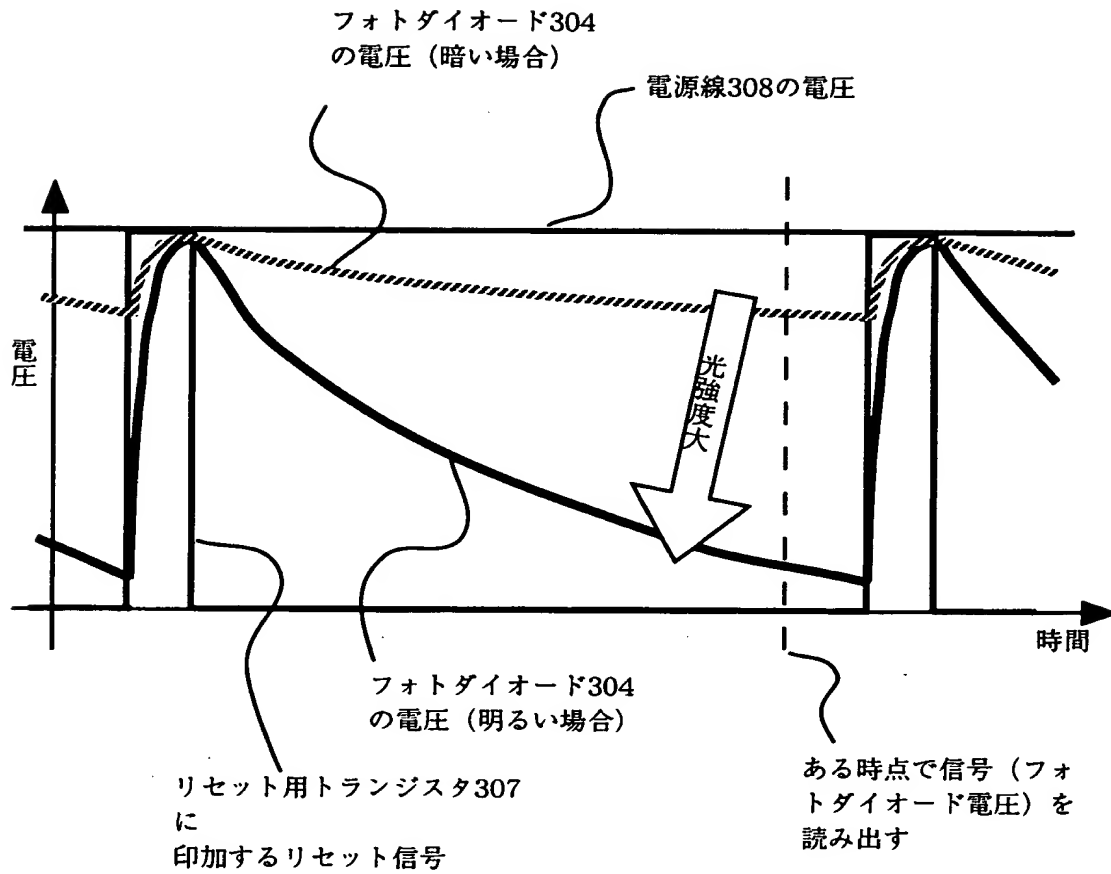 フォトダイオード304
の電圧（暗い場合）
電源線308の電圧
電圧
光強度大
時間
フォトダイオード304
の電圧（明るい場合）
リセット用トランジスタ307
に
印加するリセット信号
ある時点で信号（フォ
トダイオード電圧）を
読み出す